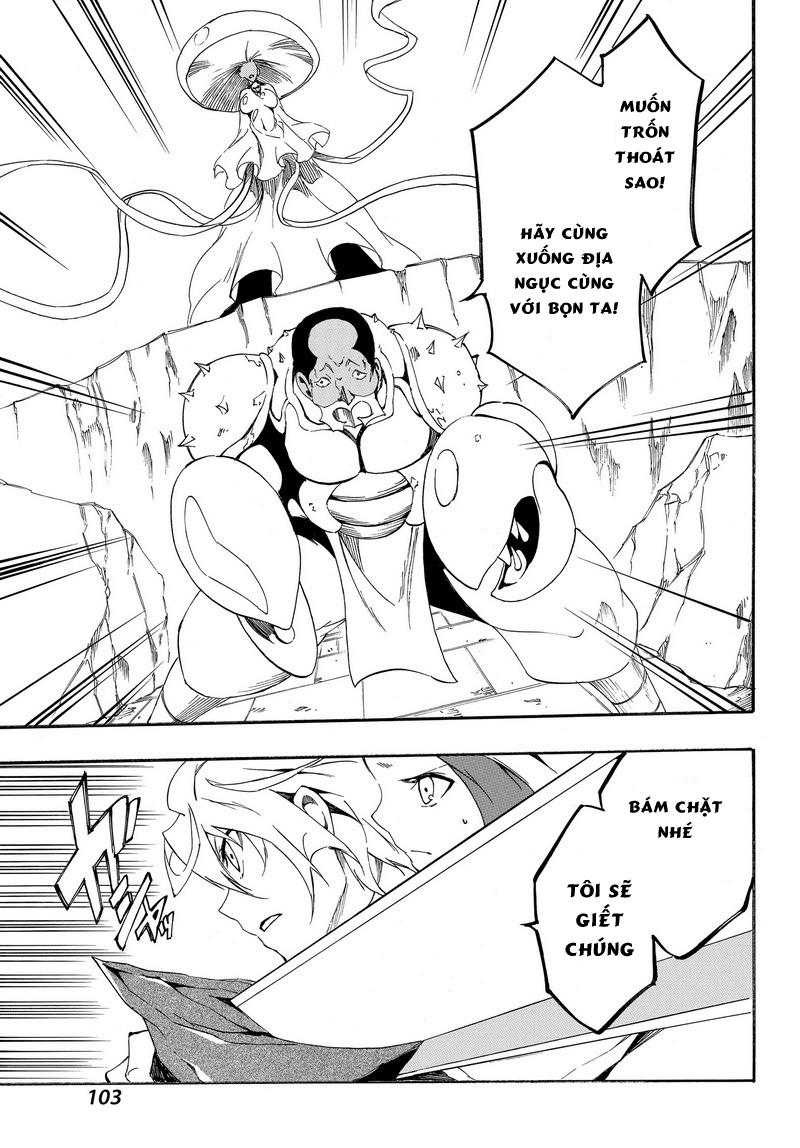 MUỐN
TRỐN
THOÁT
SAO!
HÃY CÙNG
XUỐNG ĐỊA
NGỤC CÙNG
VỚI BỌN TA!
BÁM CHẶT
NHÉ
TÔI SẼ
GIẾT
CHÚNG
103